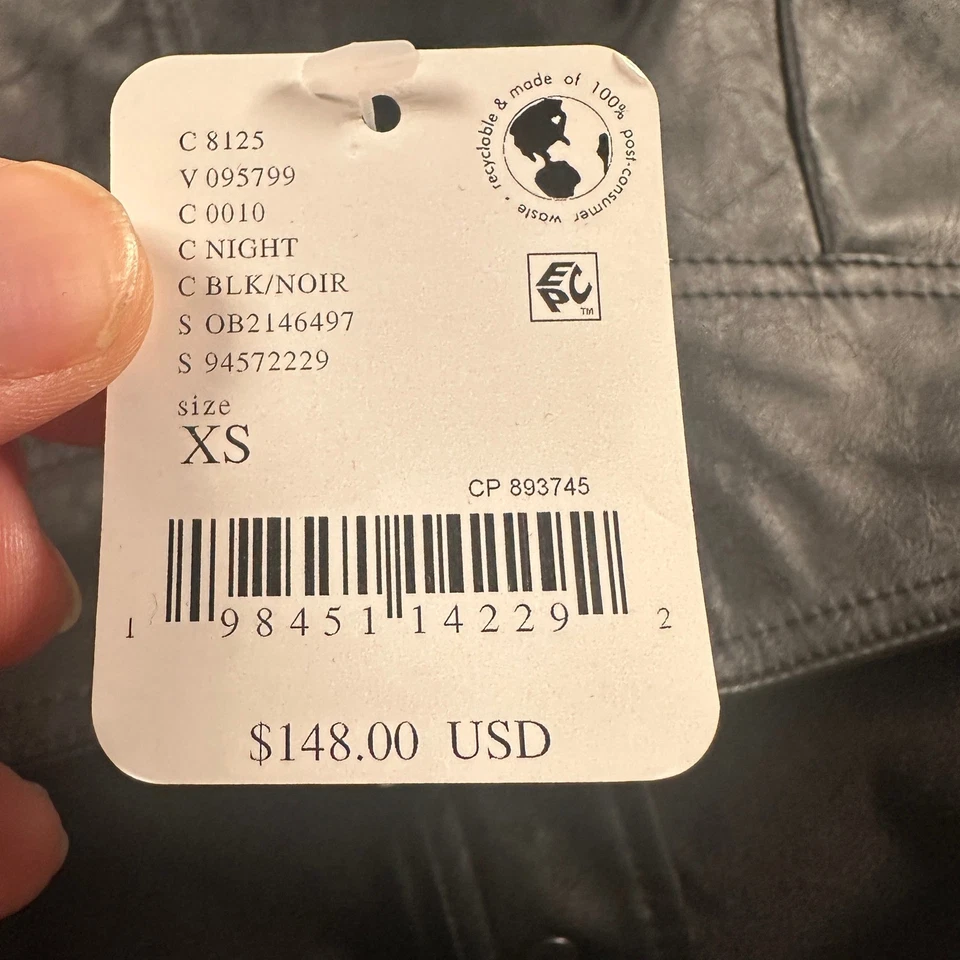 C 8125
V 095799
C 0010
C NIGHT
C BLK/NOIR
S OB2146497
S 94572229
size
XS
recyclable & made of 100% post-consumer waste •
EPC
TM
CP 893745
1 98451 14229 2
$148.00 USD